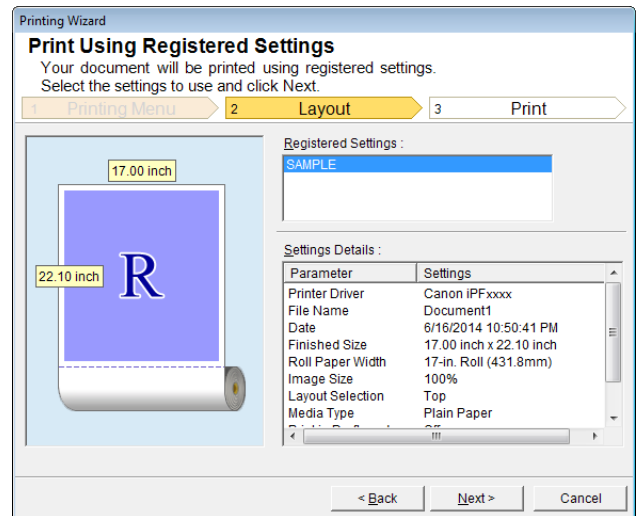 Printing Wizard
Print Using Registered Settings
Your document will be printed using registered settings.
Select the settings to use and click Next.
1 Printing Menu 2 Layout 3 Print
17.00 inch
22.10 inch
R
Registered Settings :
SAMPLE
Settings Details :
Parameter Settings
Printer Driver Canon iPFxxxx
File Name Document1
Date 6/16/2014 10:50:41 PM
Finished Size 17.00 inch x 22.10 inch
Roll Paper Width 17-in. Roll (431.8mm)
Image Size 100%
Layout Selection Top
Media Type Plain Paper
< Back Next > Cancel